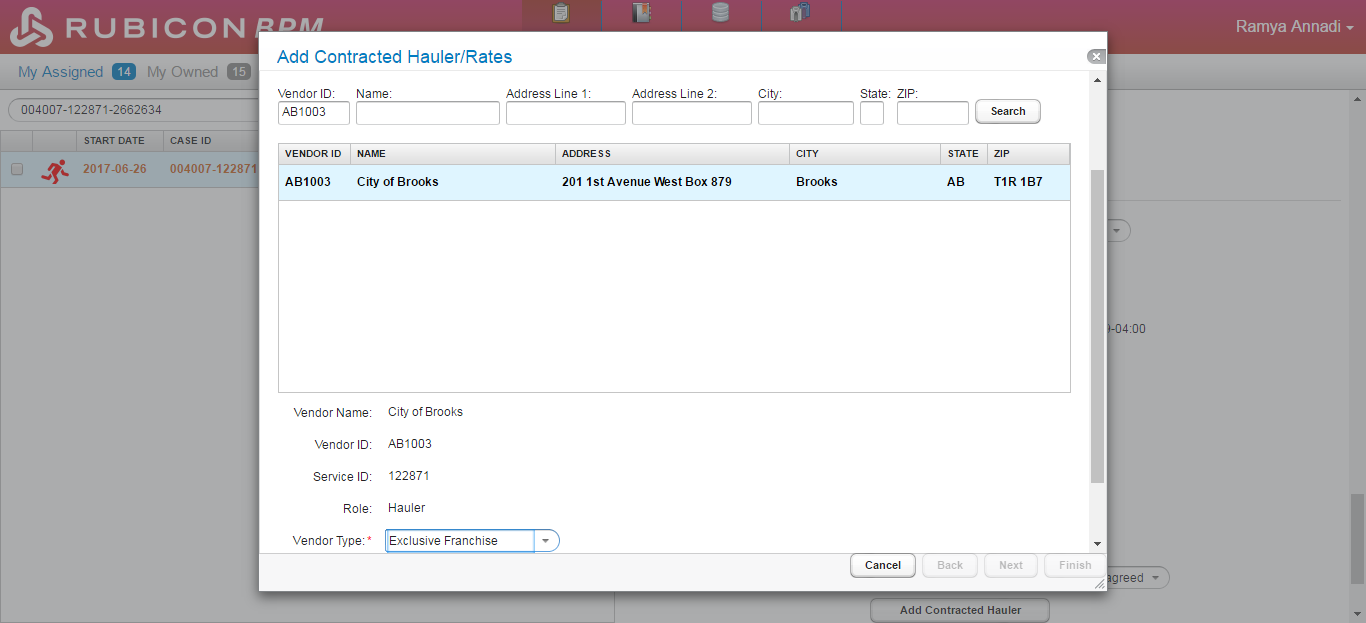 RUBICON BPM
Ramya Annadi
My Assigned 14 My Owned 15
004007-122871-2662634
START DATE CASE ID
2017-06-26 004007-122871
Add Contracted Hauler/Rates
Vendor ID: Name: Address Line 1: Address Line 2: City: State: ZIP:
AB1003 Search
VENDOR ID NAME ADDRESS CITY STATE ZIP
AB1003 City of Brooks 201 1st Avenue West Box 879 Brooks AB T1R 1B7
Vendor Name: City of Brooks
Vendor ID: AB1003
Service ID: 122871
Role: Hauler
Vendor Type:* Exclusive Franchise
Cancel Back Next Finish
-04:00
agreed
Add Contracted Hauler